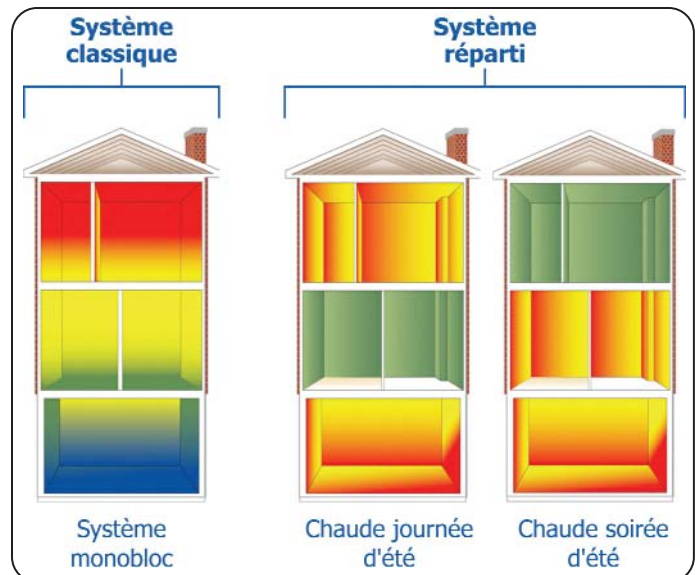 Système
classique
Système
réparti
Système
monobloc
Chaude journée
d'été
Chaude soirée
d'été